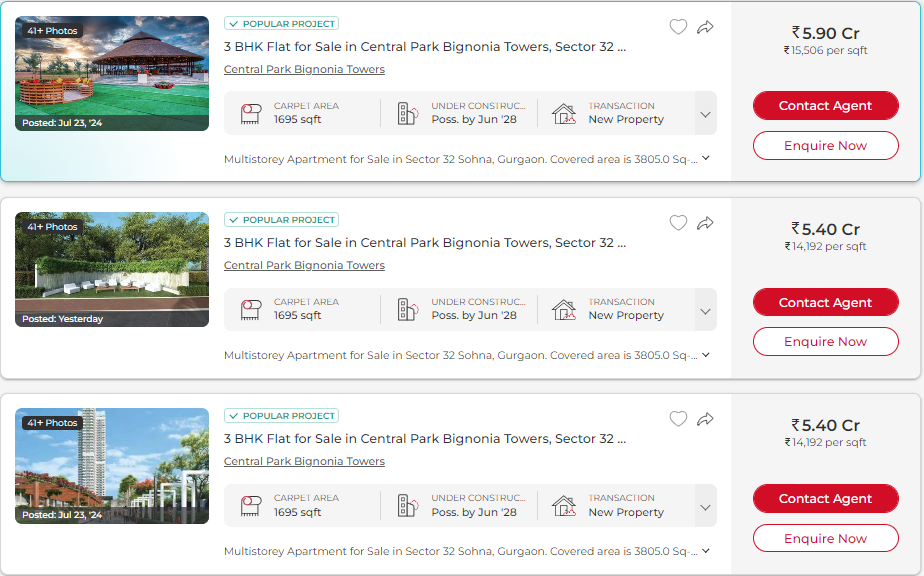 41+ Photos
Posted: Jul 23, '24
POPULAR PROJECT
3 BHK Flat for Sale in Central Park Bignonia Towers, Sector 32 ...
Central Park Bignonia Towers
CARPET AREA
1695 sqft
UNDER CONSTRUC...
Poss. by Jun '28
TRANSACTION
New Property
Multistorey Apartment for Sale in Sector 32 Sohna, Gurgaon. Covered area is 3805.0 Sq-...
₹5.90 Cr
₹15,506 per sqft
Contact Agent
Enquire Now
41+ Photos
Posted: Yesterday
POPULAR PROJECT
3 BHK Flat for Sale in Central Park Bignonia Towers, Sector 32 ...
Central Park Bignonia Towers
CARPET AREA
1695 sqft
UNDER CONSTRUC...
Poss. by Jun '28
TRANSACTION
New Property
Multistorey Apartment for Sale in Sector 32 Sohna, Gurgaon. Covered area is 3805.0 Sq-...
₹5.40 Cr
₹14,192 per sqft
Contact Agent
Enquire Now
41+ Photos
Posted: Jul 23, '24
POPULAR PROJECT
3 BHK Flat for Sale in Central Park Bignonia Towers, Sector 32 ...
Central Park Bignonia Towers
CARPET AREA
1695 sqft
UNDER CONSTRUC...
Poss. by Jun '28
TRANSACTION
New Property
Multistorey Apartment for Sale in Sector 32 Sohna, Gurgaon. Covered area is 3805.0 Sq-...
₹5.40 Cr
₹14,192 per sqft
Contact Agent
Enquire Now